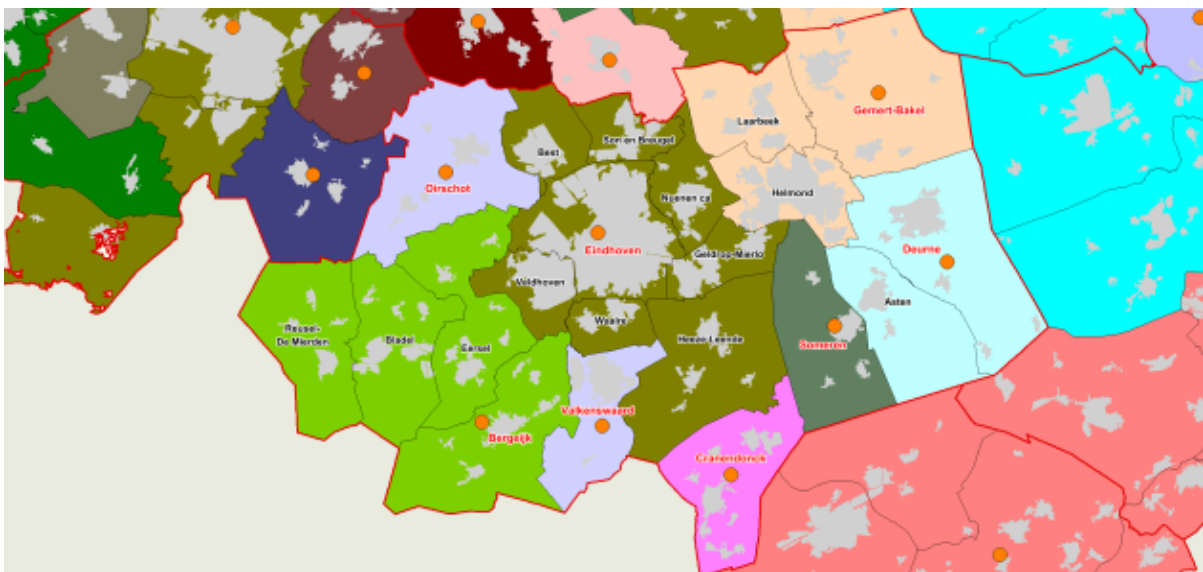 Gemert-Bakel
Laarbeek
Son en Breugel
Best
Oirschot
Helmond
Nuenen ca
Eindhoven
Geldrop-Mierlo
Deurne
Veldhoven
Asten
Waalre
Reusel-
De Mierden
Bladel
Eersel
Heeze Leende
Someren
Valkenswaard
Bergeijk
Cranendonck